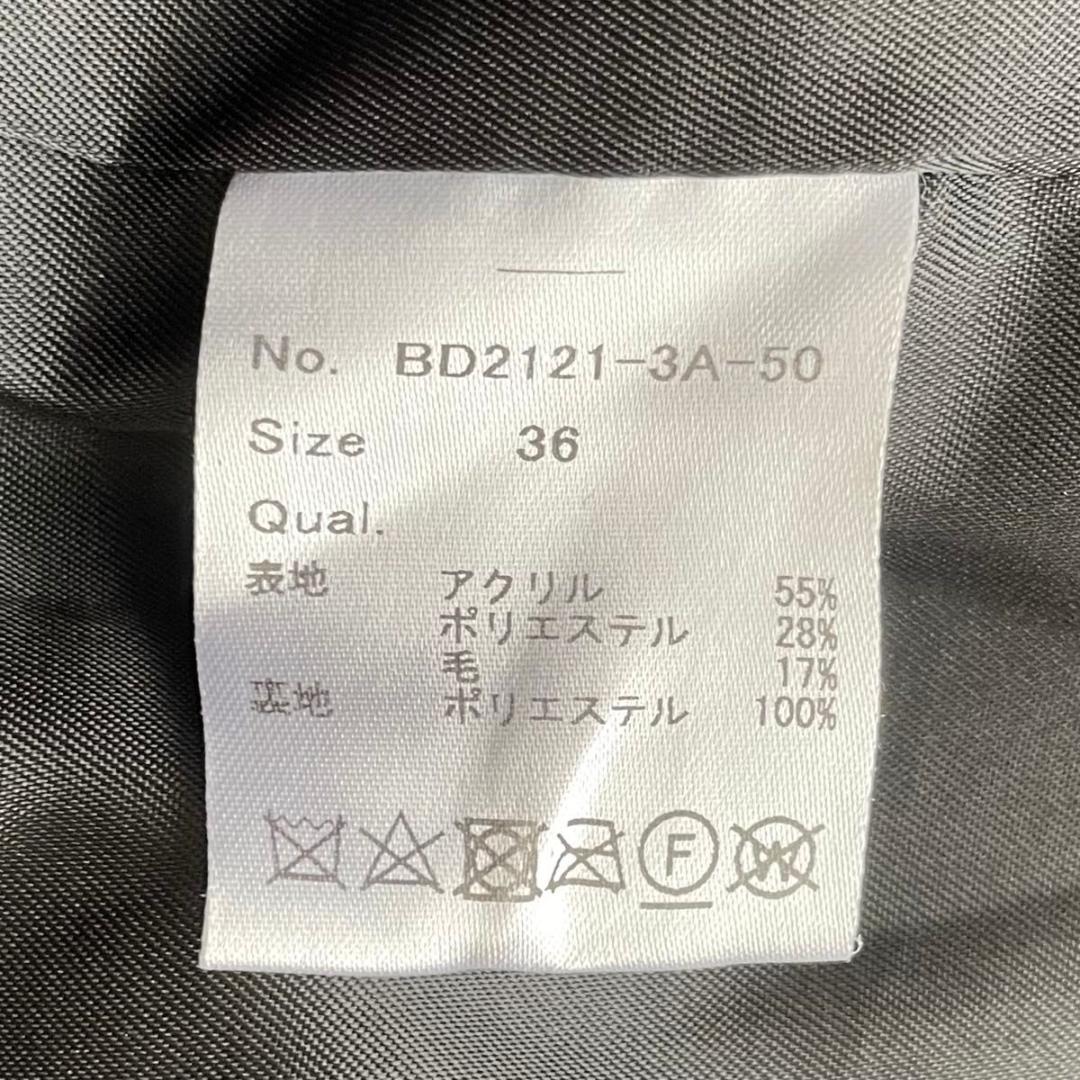 No. BD2121-3A-50
Size 36
Qual.
表地 アクリル 55%
ポリエステル 28%
毛 17%
裏地 ポリエステル 100%
F W